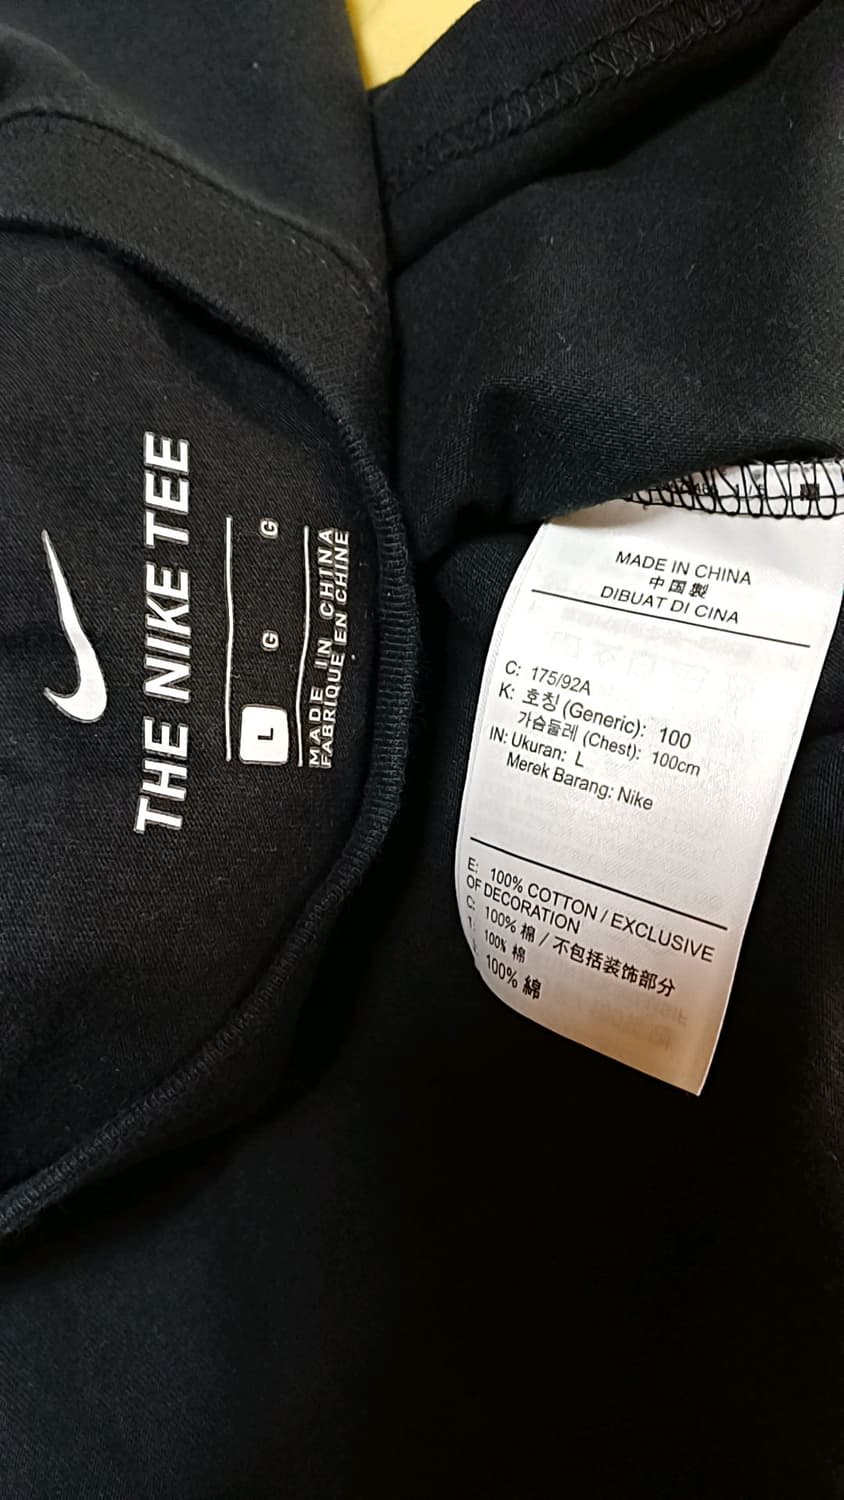 THE NIKE TEE
G
G
L
MADE IN CHINA
FABRIQUE EN CHINE
MADE IN CHINA
中国製
DIBUAT DI CINA
C: 175/92A
K: 호칭 (Generic): 100
가슴둘레 (Chest): 100cm
IN: Ukuran: L
Merek Barang: Nike
E: 100% COTTON / EXCLUSIVE
OF DECORATION
C: 100% 棉 / 不包括装饰部分
100% 棉
100% 綿